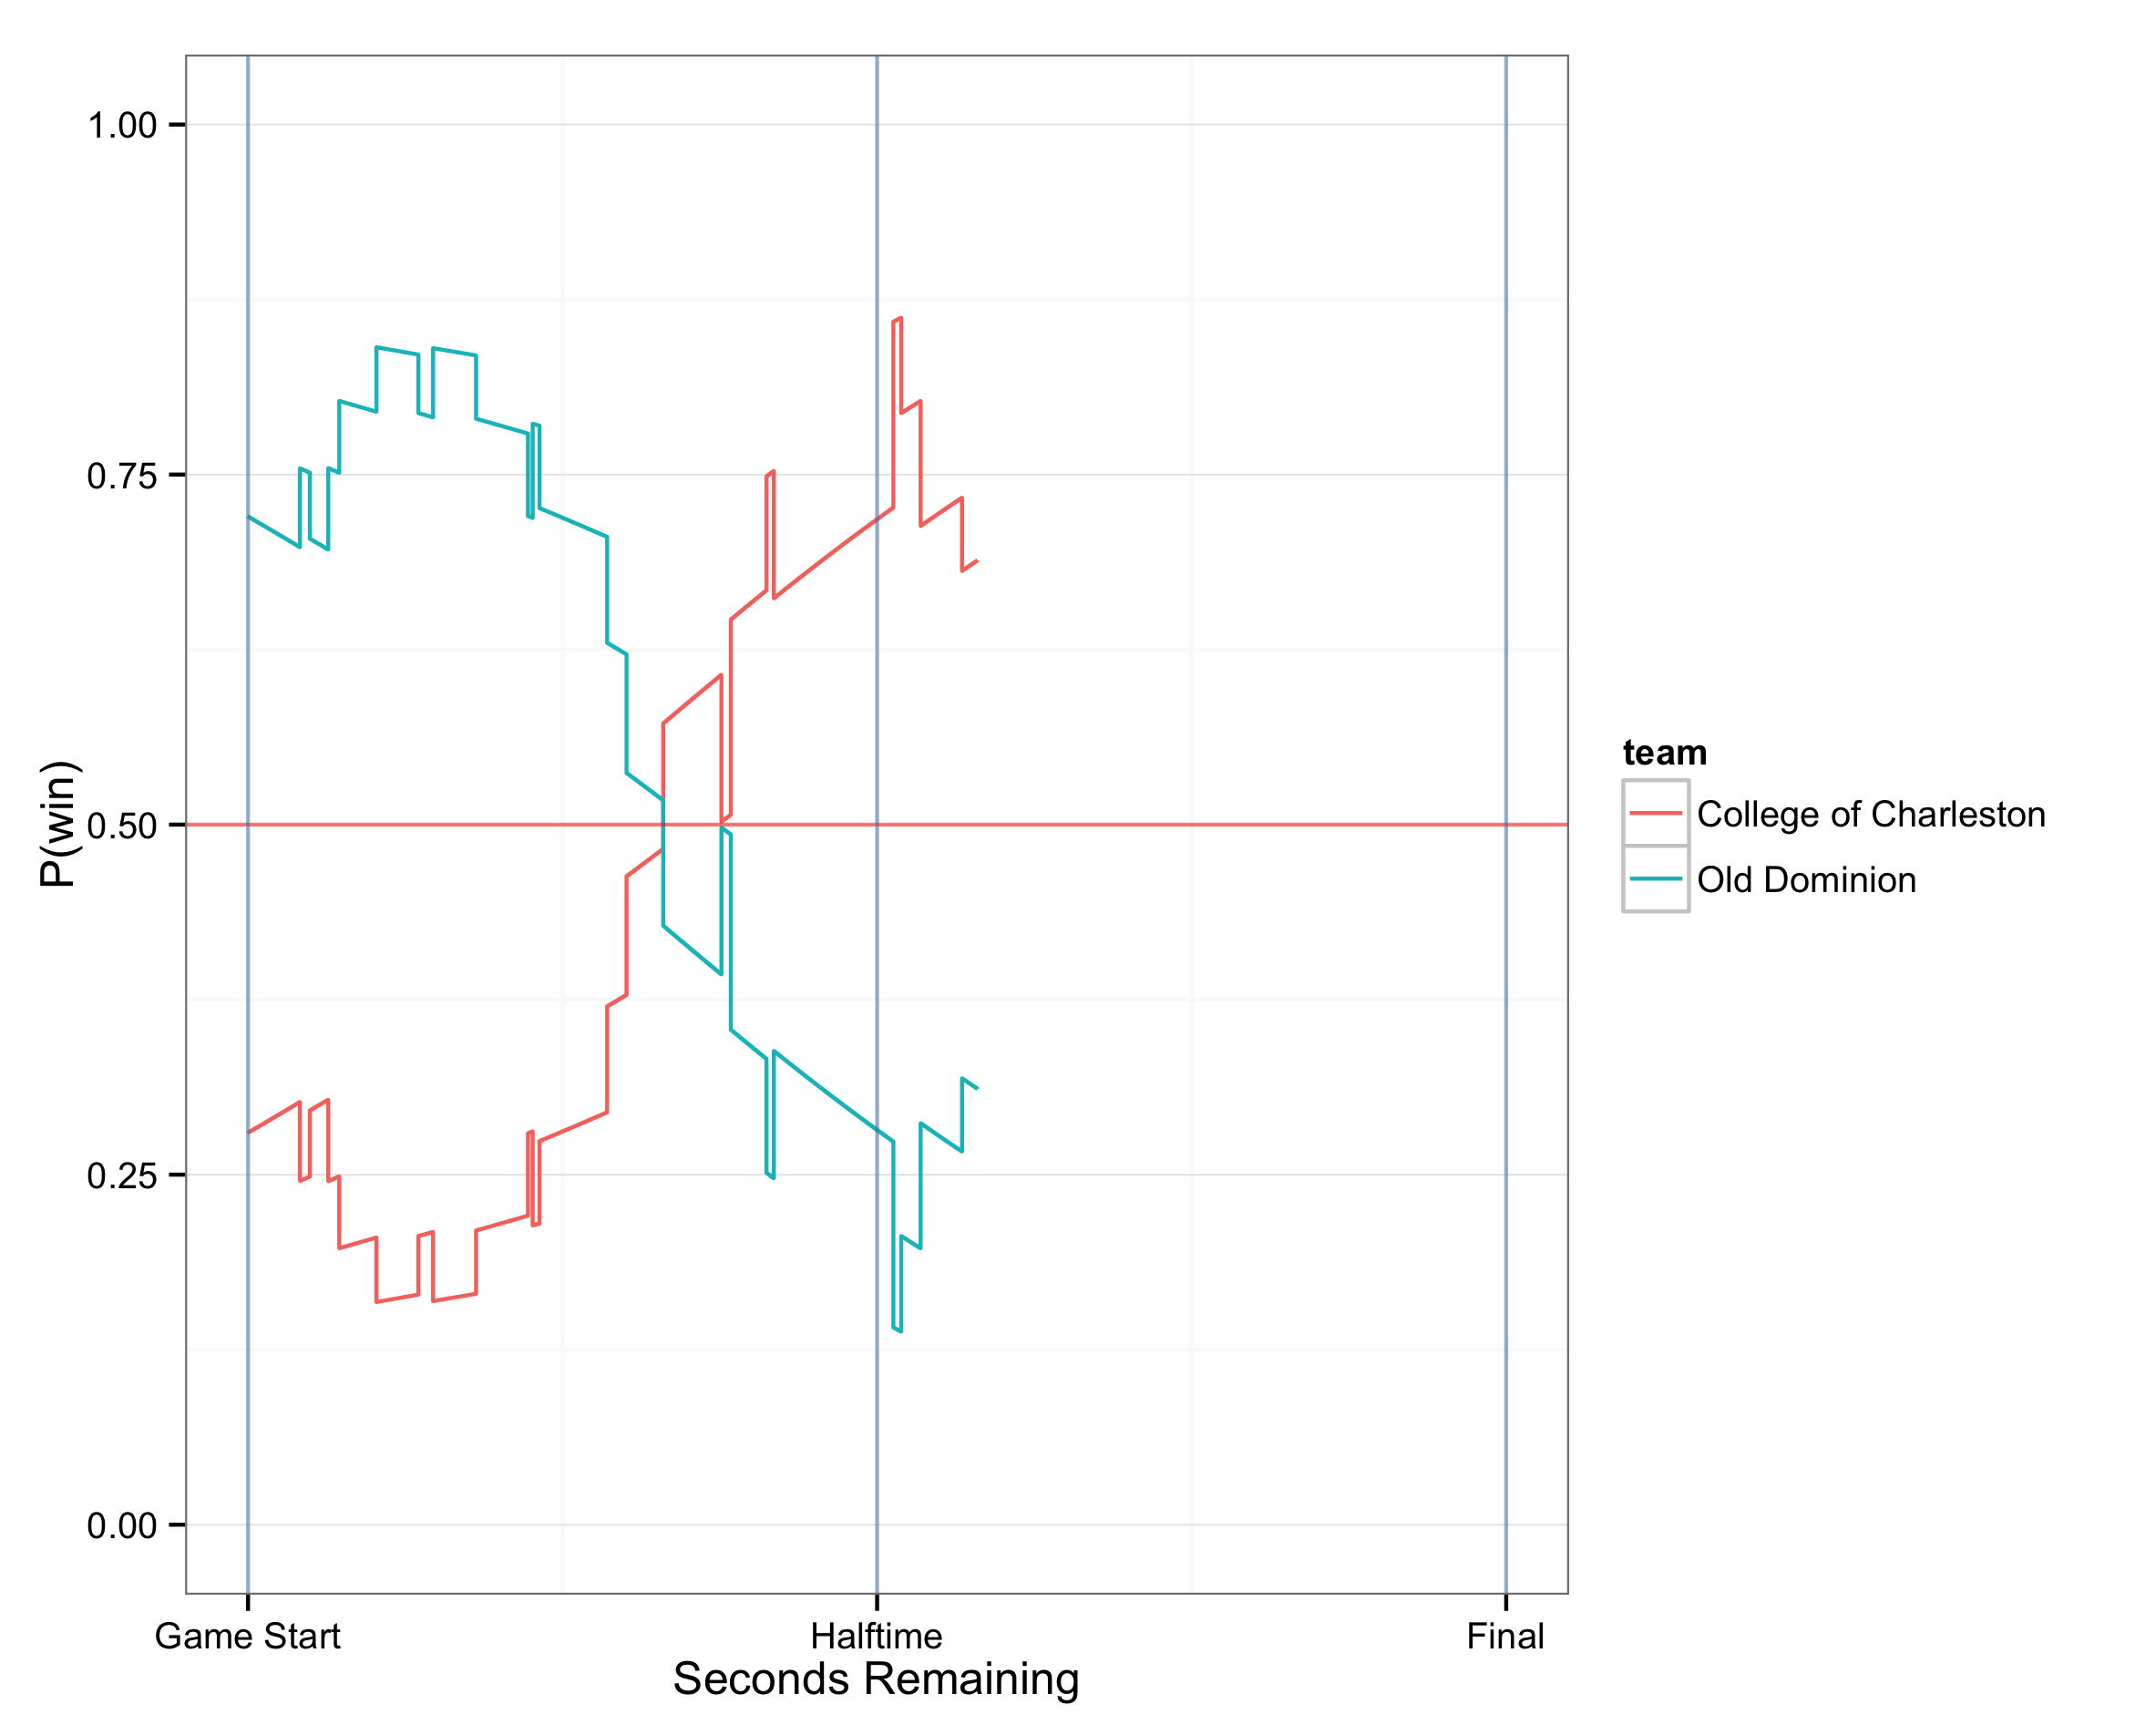 1.00
0.75
0.50
0.25
0.00
P(win)
Game Start
Halftime
Final
Seconds Remaining
team
College of Charleston
Old Dominion